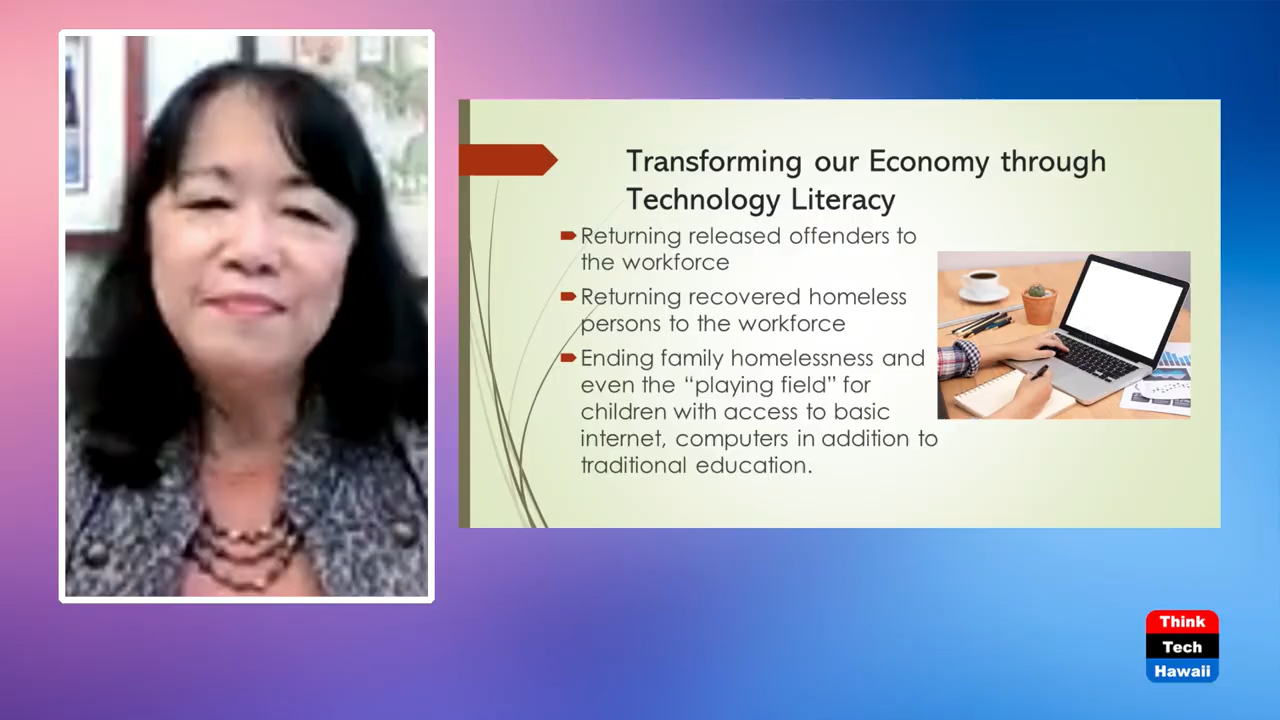 Transforming our Economy through
Technology Literacy
Returning released offenders to
the workforce
Returning recovered homeless
persons to the workforce
Ending family homelessness and
even the “playing field” for
children with access to basic
internet, computers in addition to
traditional education.
Think
Tech
Hawaii